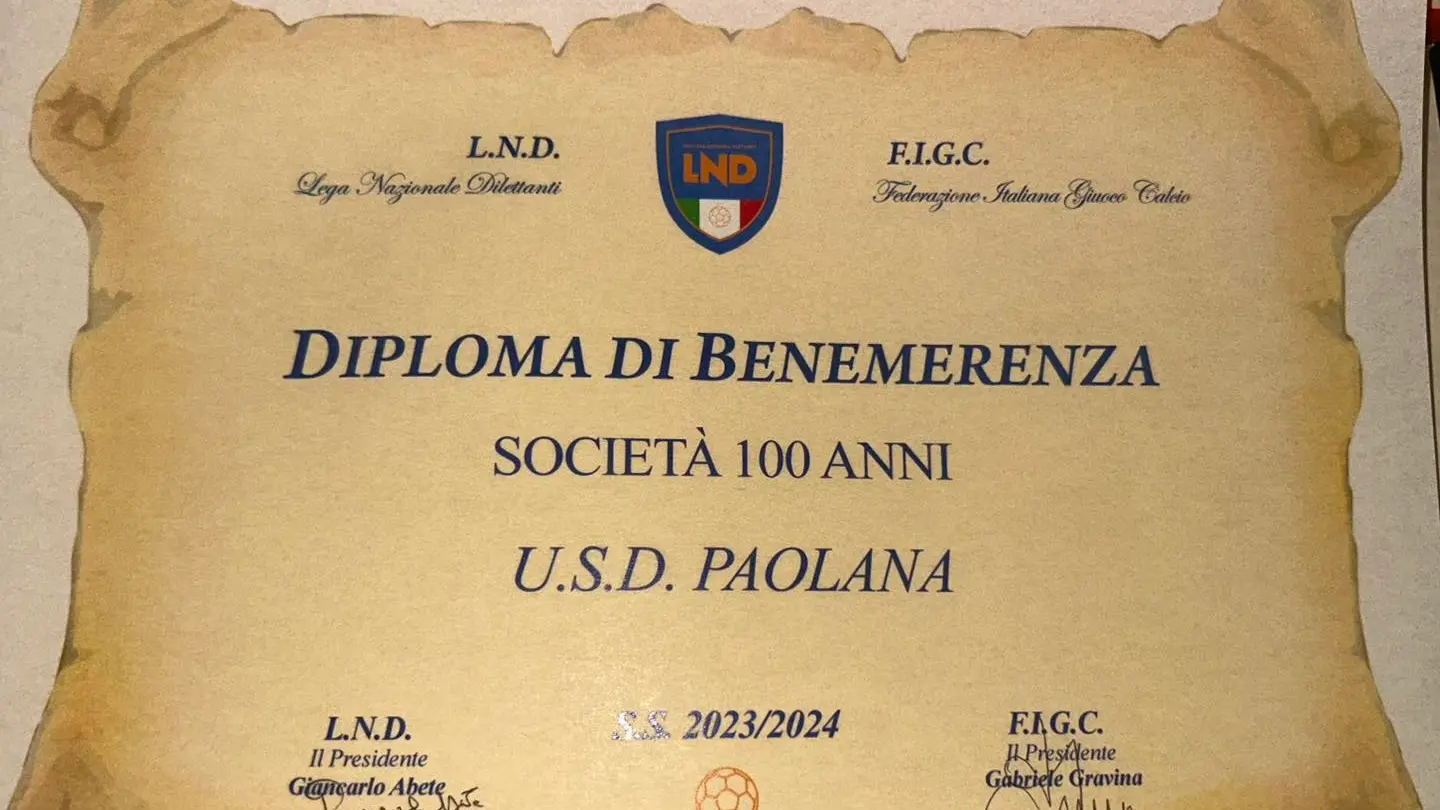 L.N.D.
Lega Nazionale Dilettanti
LND
F.I.G.C.
Federazione Italiana Giuoco Calcio
DIPLOMA DI BENEMERENZA
SOCIETÀ 100 ANNI
U.S.D. PAOLANA
S.S. 2023/2024
L.N.D.
Il Presidente
Giancarlo Abete
F.I.G.C.
Il Presidente
Gabriele Gravina